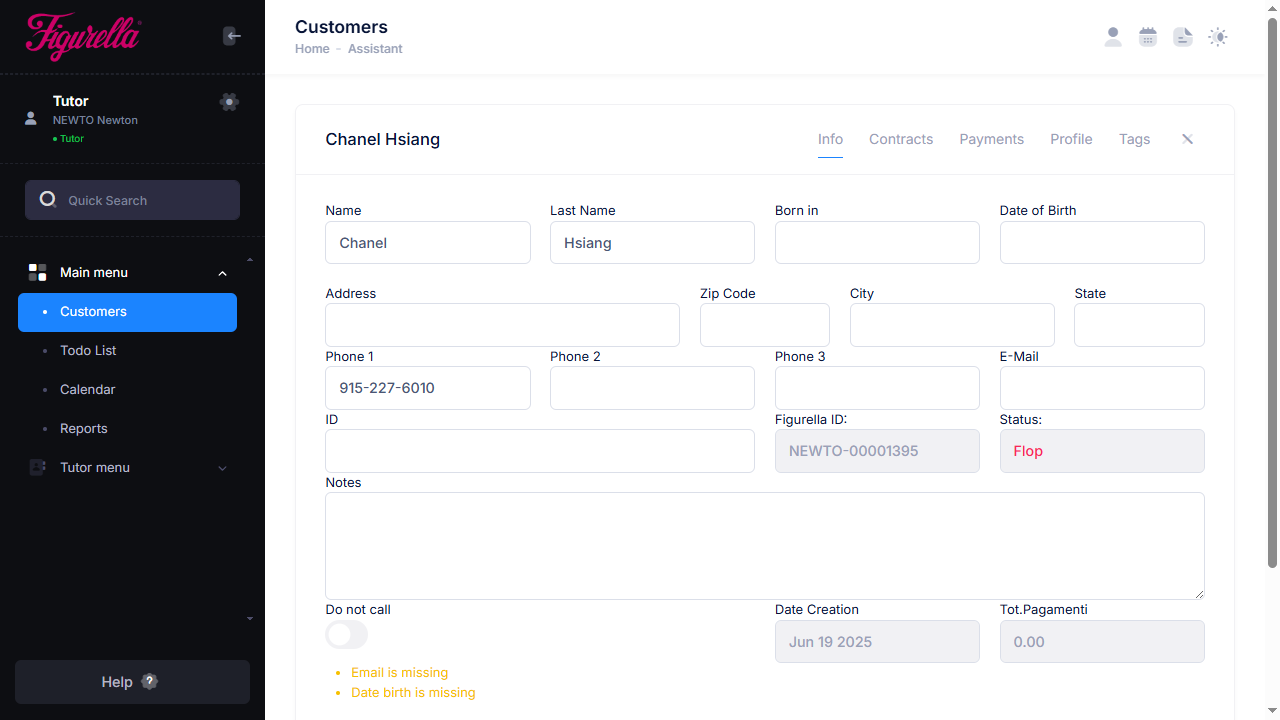 Figurella
Tutor
NEWTO Newton
Tutor
Quick Search
Main menu
Customers
Todo List
Calendar
Reports
Tutor menu
Help ?
Customers
Home - Assistant
Chanel Hsiang
Info Contracts Payments Profile Tags
Name Last Name Born in Date of Birth
Chanel Hsiang
Address Zip Code City State
Phone 1 Phone 2 Phone 3 E-Mail
915-227-6010
ID Figurella ID: Status:
NEWTO-00001395 Flop
Notes
Do not call Date Creation Tot.Pagamenti
Jun 19 2025 0.00
Email is missing
Date birth is missing